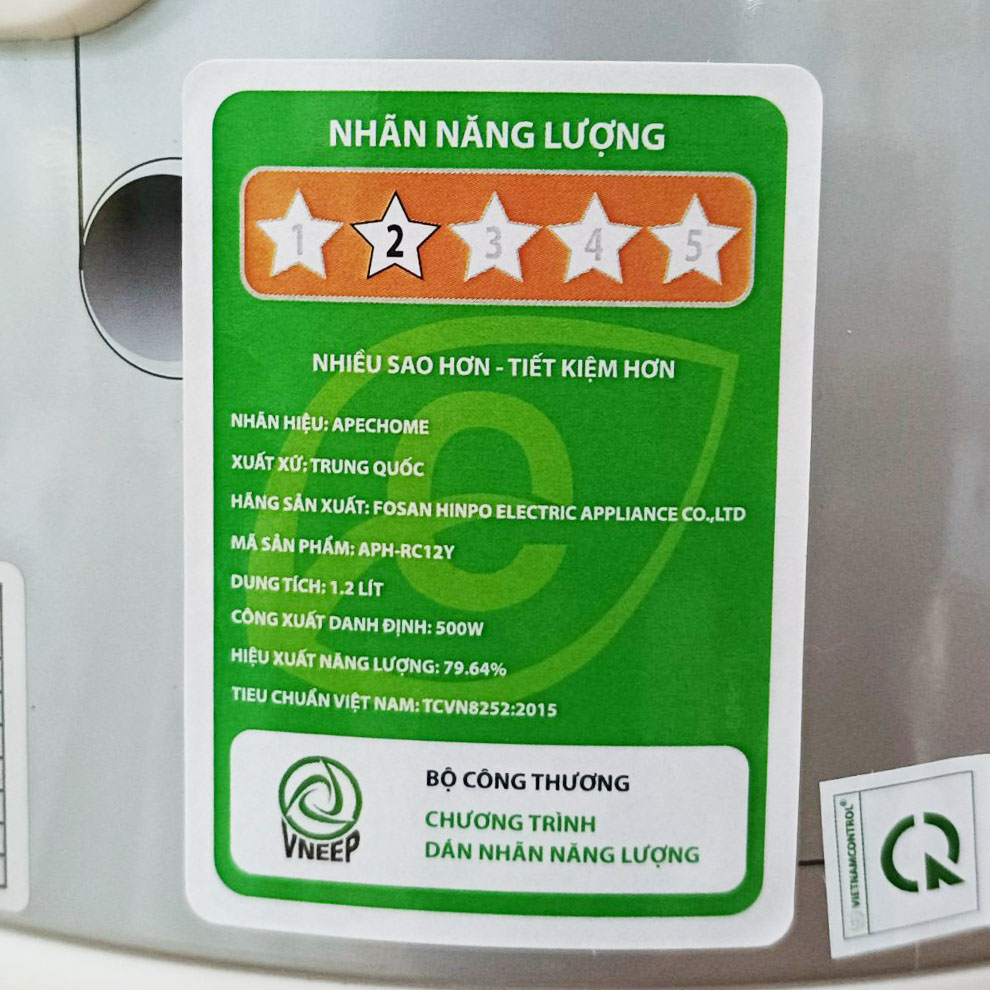 NHÃN NĂNG LƯỢNG
1 2 3 4 5
NHIỀU SAO HƠN - TIẾT KIỆM HƠN
NHÃN HIỆU: APECHOME
XUẤT XỨ: TRUNG QUỐC
HÃNG SẢN XUẤT: FOSAN HINPO ELECTRIC APPLIANCE CO.,LTD
MÃ SẢN PHẨM: APH-RC12Y
DUNG TÍCH: 1.2 LÍT
CÔNG XUẤT DANH ĐỊNH: 500W
HIỆU XUẤT NĂNG LƯỢNG: 79.64%
TIEU CHUẨN VIỆT NAM: TCVN8252:2015
VNEEP
BỘ CÔNG THƯƠNG
CHƯƠNG TRÌNH
DÁN NHÃN NĂNG LƯỢNG
VIETNAMCONTROL®
CR